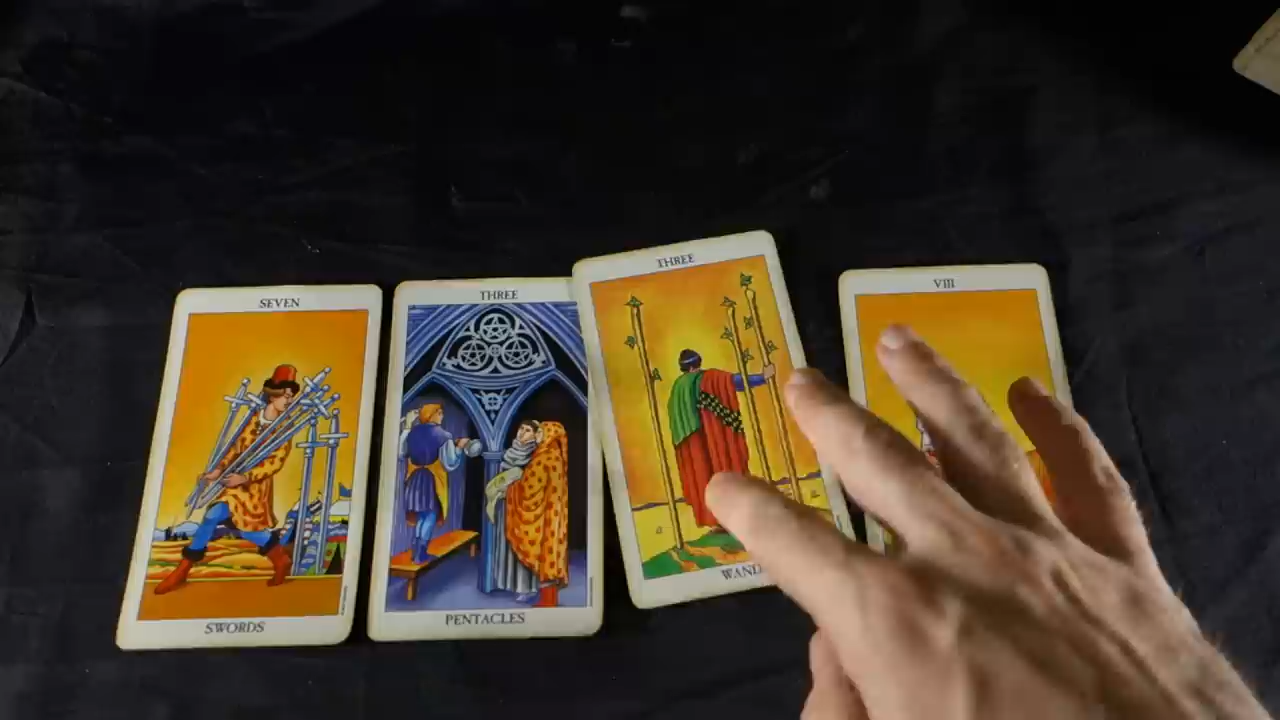 SEVEN
SWORDS
THREE
PENTACLES
THREE
WAND
VIII